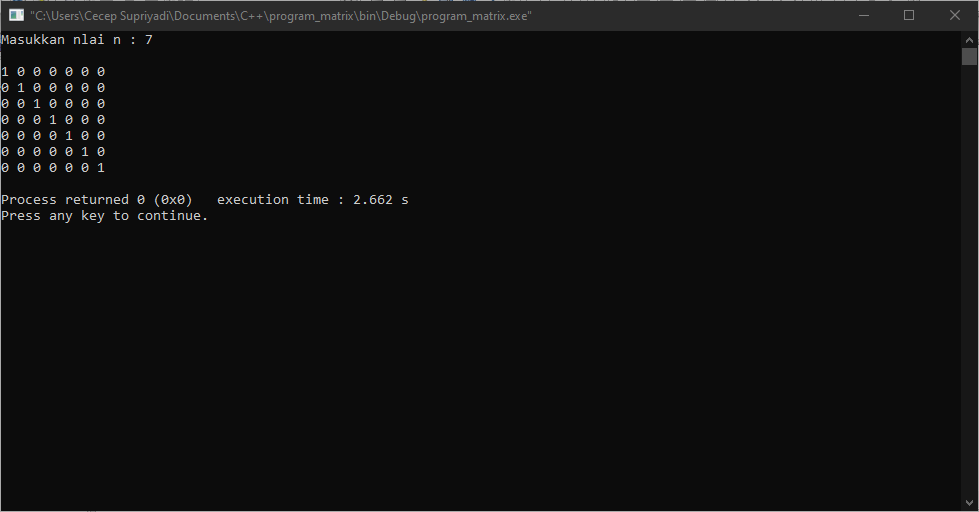 "C:\Users\Cecep Supriyadi\Documents\C++\program_matrix\bin\Debug\program_matrix.exe"
Masukkan nlai n : 7
1 0 0 0 0 0 0
0 1 0 0 0 0 0
0 0 1 0 0 0 0
0 0 0 1 0 0 0
0 0 0 0 1 0 0
0 0 0 0 0 1 0
0 0 0 0 0 0 1
Process returned 0 (0x0)   execution time : 2.662 s
Press any key to continue.